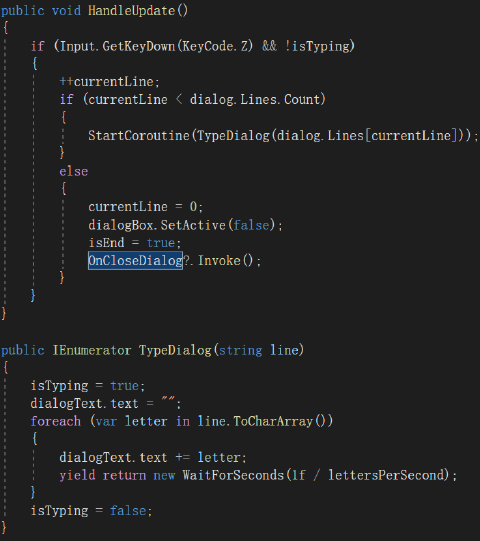 public void HandleUpdate()
{
    if (Input.GetKeyDown(KeyCode.Z) && !isTyping)
    {
        ++currentLine;
        if (currentLine < dialog.Lines.Count)
        {
            StartCoroutine(TypeDialog(dialog.Lines[currentLine]));
        }
        else
        {
            currentLine = 0;
            dialogBox.SetActive(false);
            isEnd = true;
            OnCloseDialog?.Invoke();
        }
    }
}
public IEnumerator TypeDialog(string line)
{
    isTyping = true;
    dialogText.text = "";
    foreach (var letter in line.ToCharArray())
    {
        dialogText.text += letter;
        yield return new WaitForSeconds(1f / lettersPerSecond);
    }
    isTyping = false;
}